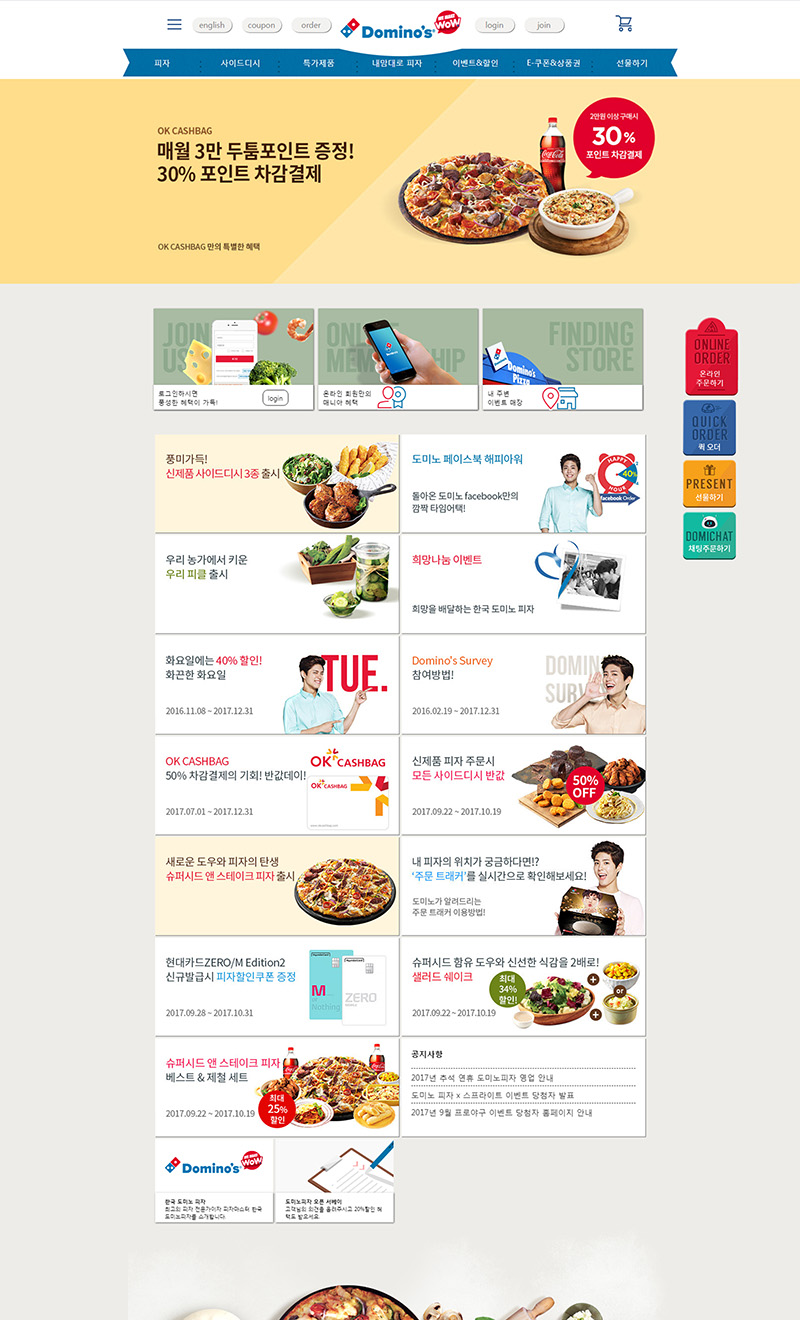 english
coupon
order
Domino's
WOW
login
join
피자
사이드디시
특가제품
내맘대로 피자
이벤트&할인
E-쿠폰&상품권
선물하기
OK CASHBAG
매월 3만 두툼포인트 증정!
30% 포인트 차감결제
OK CASHBAG 만의 특별한 혜택
2만원 이상 구매시
30%
포인트 차감결제
Coca-Cola
JOIN
US
로그인하시면
풍성한 혜택이 가득!
login
ONLINE
MEMBERSHIP
온라인 회원만의
매니아 혜택
FINDING
STORE
Domino's
PIZZA
내 주변
이벤트 매장
ONLINE
ORDER
온라인
주문하기
QUICK
ORDER
퀵 오더
PRESENT
선물하기
DOMICHAT
채팅주문하기
풍미가득!
신제품 사이드디시 3종 출시
도미노 페이스북 해피아워
돌아온 도미노 facebook만의
깜짝 타임어택!
HAPPY
HOUR
40%
facebook Order
우리 농가에서 키운
우리 피클 출시
희망나눔 이벤트
희망을 배달하는 한국 도미노 피자
화요일에는 40% 할인!
화끈한 화요일
2016.11.08 ~ 2017.12.31
TUE.
Domino's Survey
참여방법!
2016.02.19 ~ 2017.12.31
DOMINO
SURV
OK CASHBAG
50% 차감결제의 기회! 반값데이!
2017.07.01 ~ 2017.12.31
OK CASHBAG
OK CASHBAG
신제품 피자 주문시
모든 사이드디시 반값
2017.09.22 ~ 2017.10.19
50%
OFF
새로운 도우와 피자의 탄생
슈퍼시드 앤 스테이크 피자 출시
내 피자의 위치가 궁금하다면!?
'주문 트래커'를 실시간으로 확인해보세요!
도미노가 알려드리는
주문 트래커 이용방법!
현대카드ZERO/M Edition2
신규발급시 피자할인쿠폰 증정
2017.09.28 ~ 2017.10.31
M
Nothing
ZERO
슈퍼시드 함유 도우와 신선한 식감을 2배로!
샐러드 쉐이크
2017.09.22 ~ 2017.10.19
최대
34%
할인!
or
슈퍼시드 앤 스테이크 피자
베스트 & 제철 세트
2017.09.22 ~ 2017.10.19
최대
25%
할인
공지사항
2017년 추석 연휴 도미노피자 영업 안내
도미노 피자 x 스프라이트 이벤트 당첨자 발표
2017년 9월 프로야구 이벤트 당첨자 홈페이지 안내
Domino's
WOW
한국 도미노 피자
최고의 피자 전문가이자 피자마스터 한국
도미노피자를 소개합니다.
도미노피자 오픈 서베이
고객님의 의견을 올려주시고 20%할인 혜
택도 받으세요.